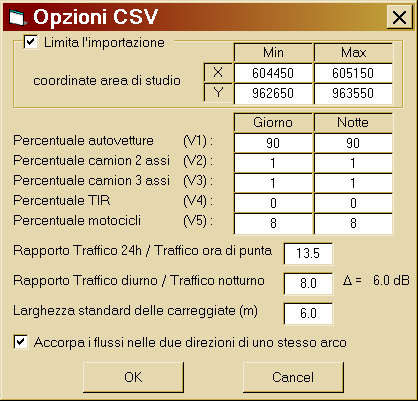 Opzioni CSV
Limita l'importazione
Min Max
coordinate area di studio X 604450 605150
Y 962650 963550
Giorno Notte
Percentuale autovetture (V1) : 90 90
Percentuale camion 2 assi (V2) : 1 1
Percentuale camion 3 assi (V3) : 1 1
Percentuale TIR (V4) : 0 0
Percentuale motocicli (V5) : 8 8
Rapporto Traffico 24h / Traffico ora di punta 13.5
Rapporto Traffico diurno / Traffico notturno 8.0 Δ = 6.0 dB
Larghezza standard delle carreggiate (m) 6.0
Accorpa i flussi nelle due direzioni di uno stesso arco
OK Cancel